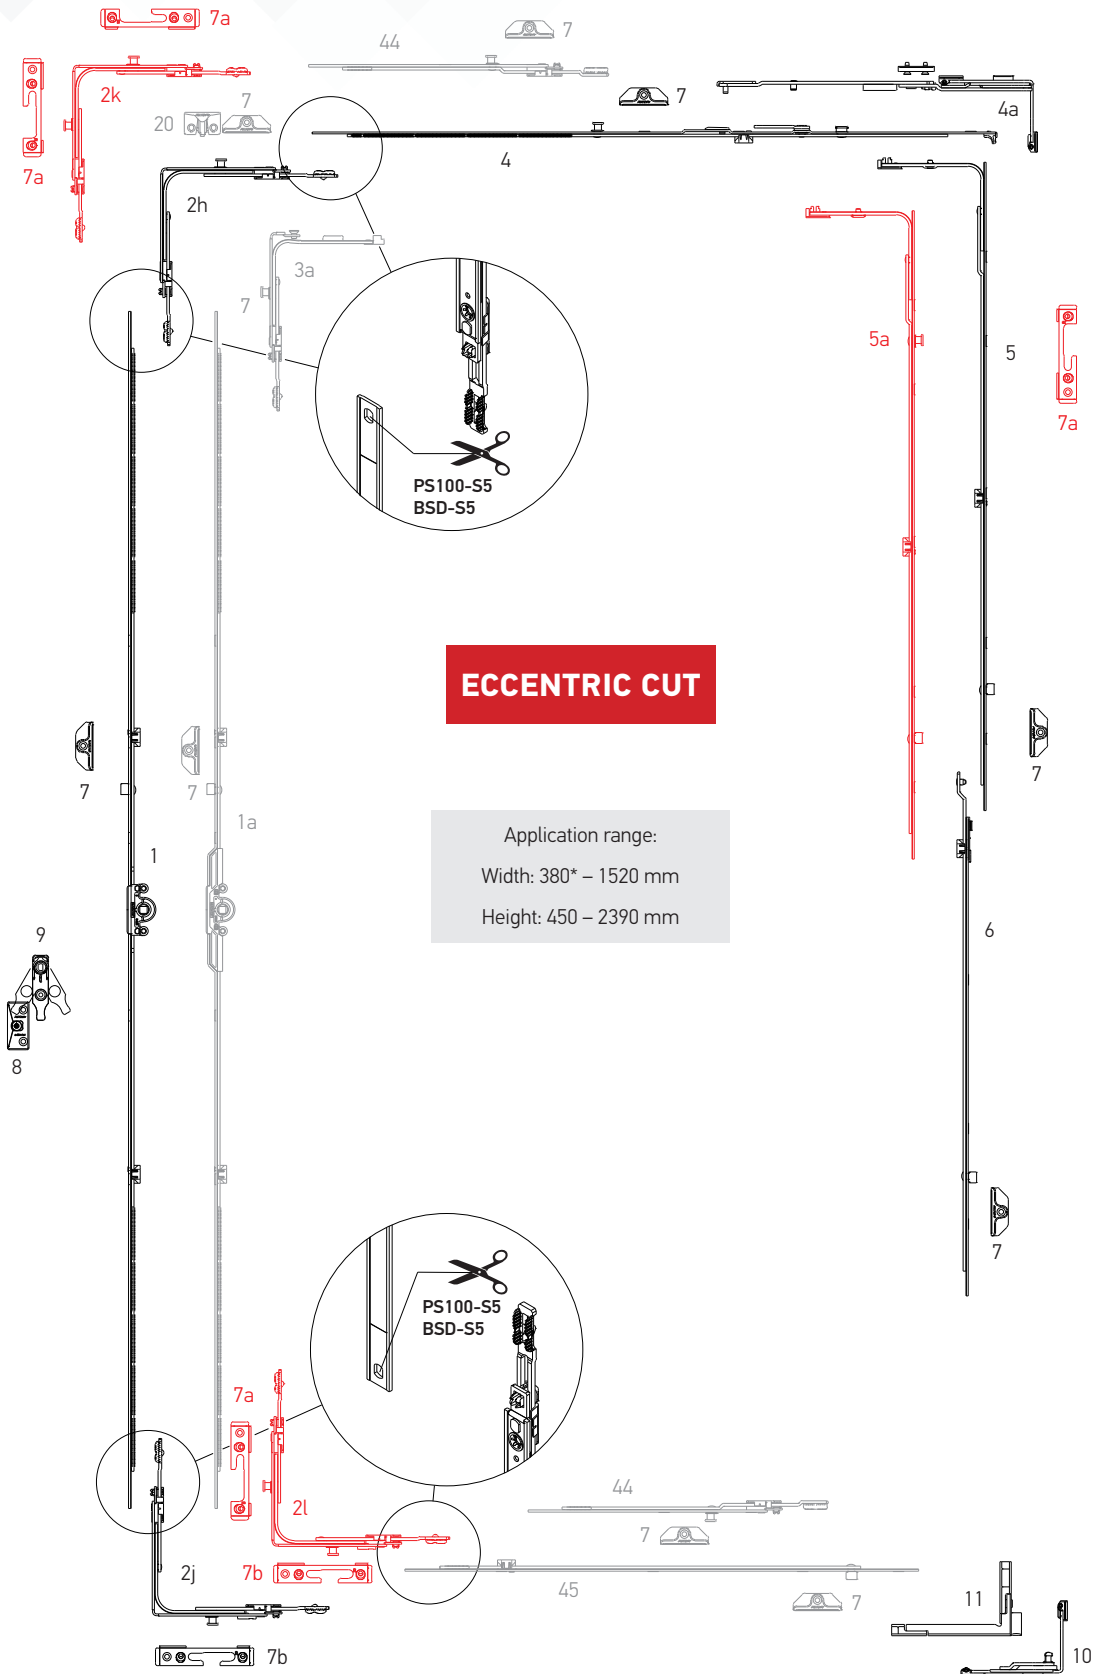 7a
44
7
2k
7
4a
20
7
7a
4
2h
3a
7
5a
5
7a
PS100-S5
BSD-S5
ECCENTRIC CUT
7
7
7
1a
Application range:
1
Width: 380* – 1520 mm
Height: 450 – 2390 mm
6
9
8
7
PS100-S5
BSD-S5
7a
44
2l
7
2j
7b
45
7
11
7b
10